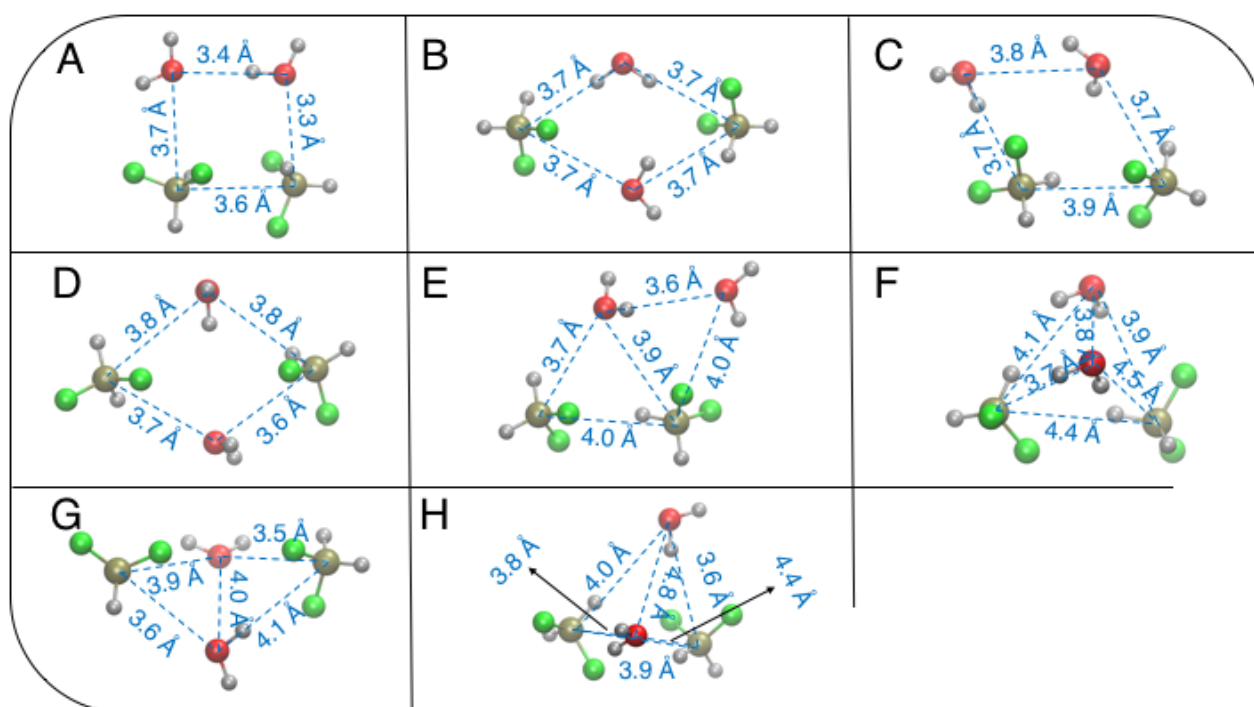 A
3.4 Å
3.7 Å
3.3 Å
3.6 Å
B
3.7 Å
3.7 Å
3.7 Å
3.7 Å
C
3.8 Å
3.7 Å
3.7 Å
3.9 Å
D
3.8 Å
3.8 Å
3.7 Å
3.6 Å
E
3.6 Å
3.7 Å
3.9 Å
4.0 Å
4.0 Å
F
4.1 Å
3.8 Å
3.9 Å
3.7 Å
4.5 Å
4.4 Å
G
3.5 Å
3.9 Å
4.0 Å
3.6 Å
4.1 Å
H
3.8 Å
4.0 Å
4.8 Å
3.6 Å
4.4 Å
3.9 Å